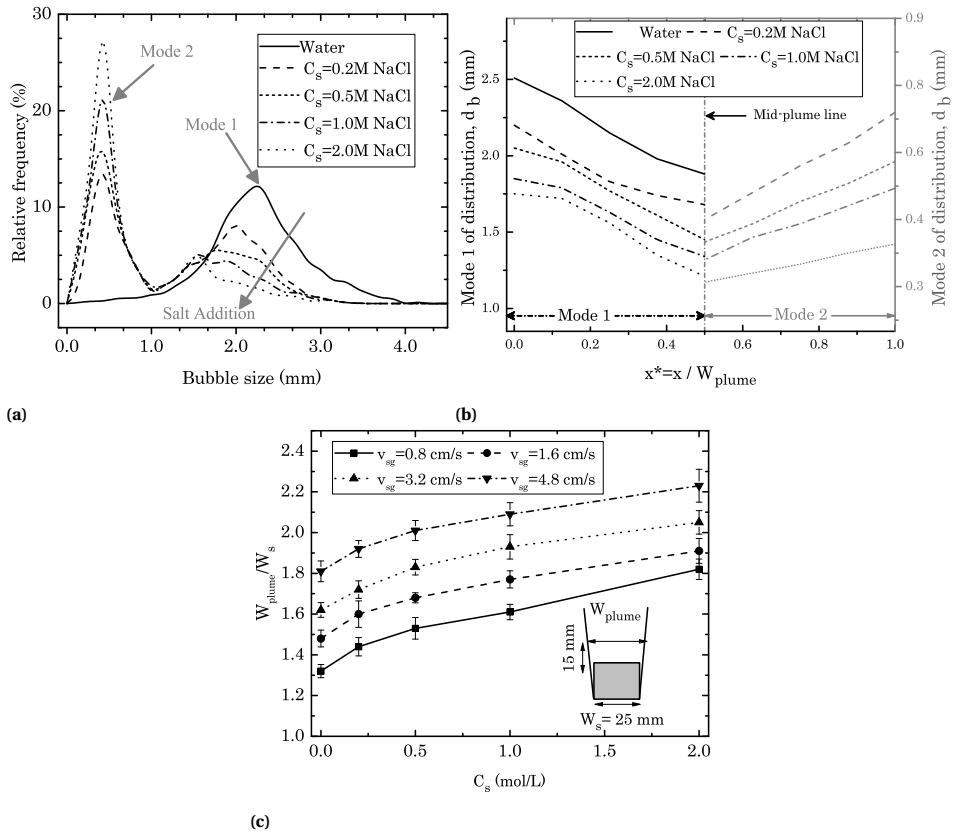 30
20
10
0
Relative frequency (%)
0.0 1.0 2.0 3.0 4.0
Bubble size (mm)
Mode 2
Mode 1
Salt Addition
Water
C_s=0.2M NaCl
C_s=0.5M NaCl
C_s=1.0M NaCl
C_s=2.0M NaCl
(a)
Water C_s=0.2M NaCl
C_s=0.5M NaCl C_s=1.0M NaCl
C_s=2.0M NaCl
Mid-plume line
2.5
2.0
1.5
1.0
Mode 1 of distribution, d_b (mm)
0.9
0.8
0.6
0.5
0.3
Mode 2 of distribution, d_b (mm)
Mode 1 Mode 2
0.0 0.2 0.4 0.6 0.8 1.0
x*=x / W_plume
(b)
v_sg=0.8 cm/s v_sg=1.6 cm/s
v_sg=3.2 cm/s v_sg=4.8 cm/s
2.4
2.2
2.0
1.8
1.6
1.4
1.2
1.0
W_plume/W_s
W_plume
15 mm
W_s= 25 mm
0.0 0.5 1.0 1.5 2.0
C_s (mol/L)
(c)